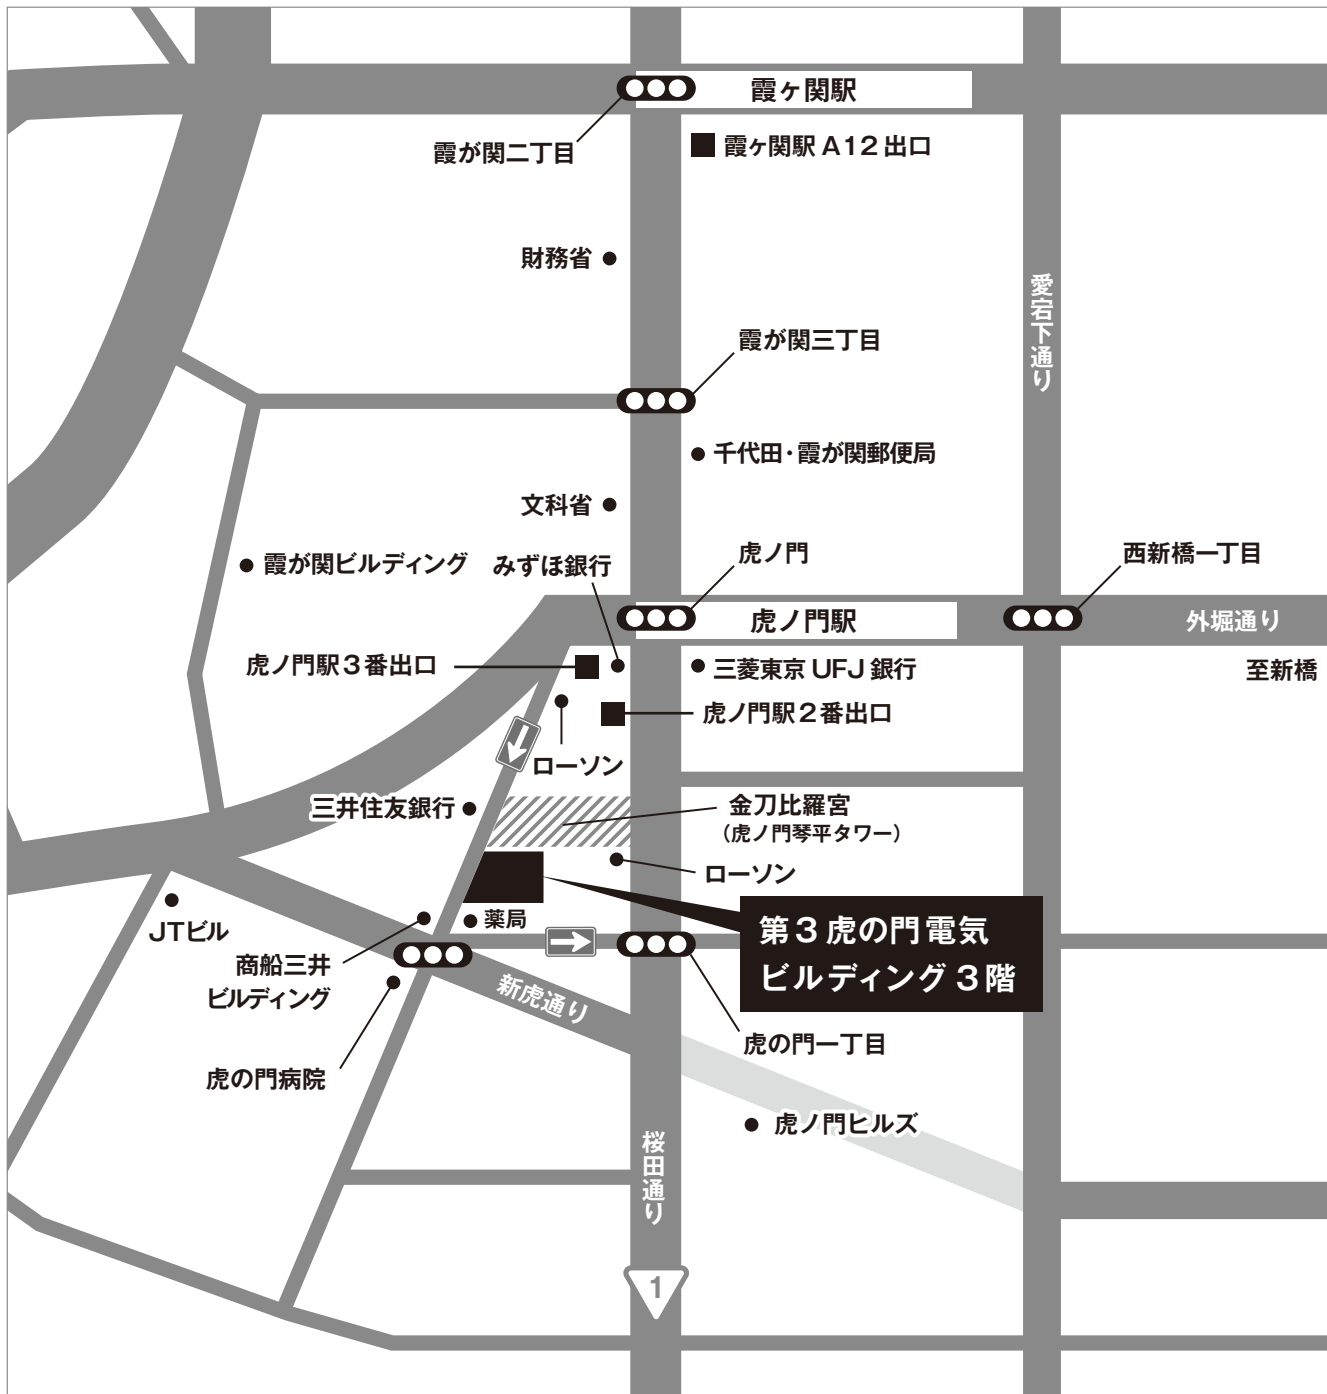 霞ヶ関駅
霞が関二丁目
霞ヶ関駅 A12 出口
財務省
愛宕下通り
霞が関三丁目
千代田・霞が関郵便局
文科省
霞が関ビルディング
みずほ銀行
虎ノ門
西新橋一丁目
虎ノ門駅
外堀通り
虎ノ門駅3番出口
三菱東京 UFJ 銀行
至新橋
虎ノ門駅2番出口
ローソン
三井住友銀行
金刀比羅宮
(虎ノ門琴平タワー)
ローソン
薬局
JTビル
第3虎の門電気
ビルディング 3階
商船三井
ビルディング
新虎通り
虎の門一丁目
虎の門病院
虎ノ門ヒルズ
桜田通り
1